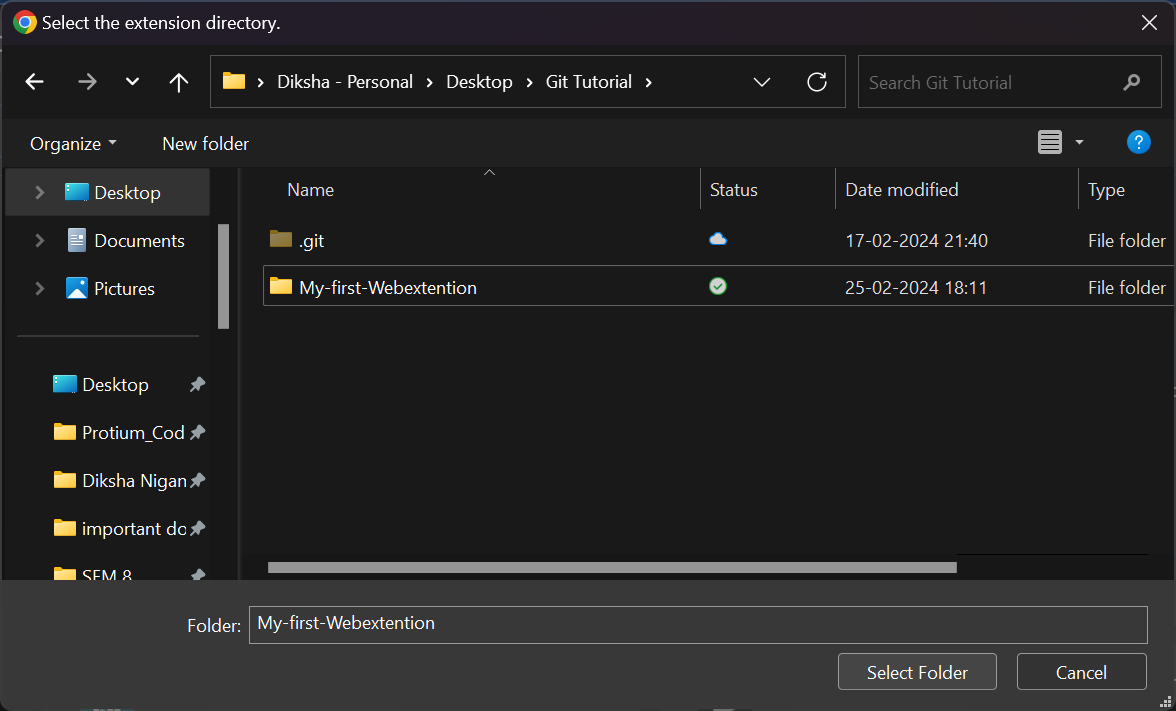 Select the extension directory.
Diksha - Personal > Desktop > Git Tutorial >
Search Git Tutorial
Organize
New folder
?
Name Status Date modified Type
.git 17-02-2024 21:40 File folder
My-first-Webextention 25-02-2024 18:11 File folder
Desktop
Documents
Pictures
Desktop
Protium_Cod
Diksha Nigan
important do
SEM 8
Folder: My-first-Webextention
Select Folder Cancel